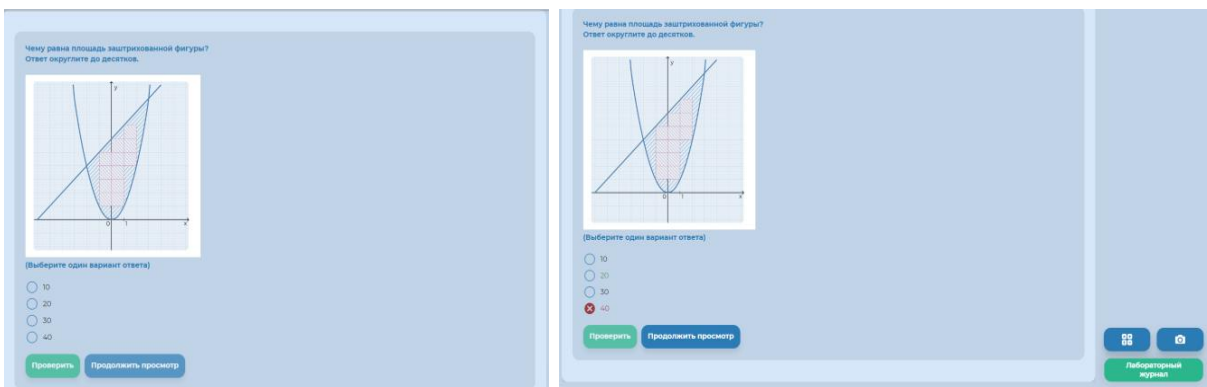 Чему равна площадь заштрихованной фигуры?
Ответ округлите до десятков.
y
0
1
x
(Выберите один вариант ответа)
10
20
30
40
Проверить
Продолжить просмотр
Чему равна площадь заштрихованной фигуры?
Ответ округлите до десятков.
y
0
1
x
(Выберите один вариант ответа)
10
20
30
40
Проверить
Продолжить просмотр
Лабораторный
журнал